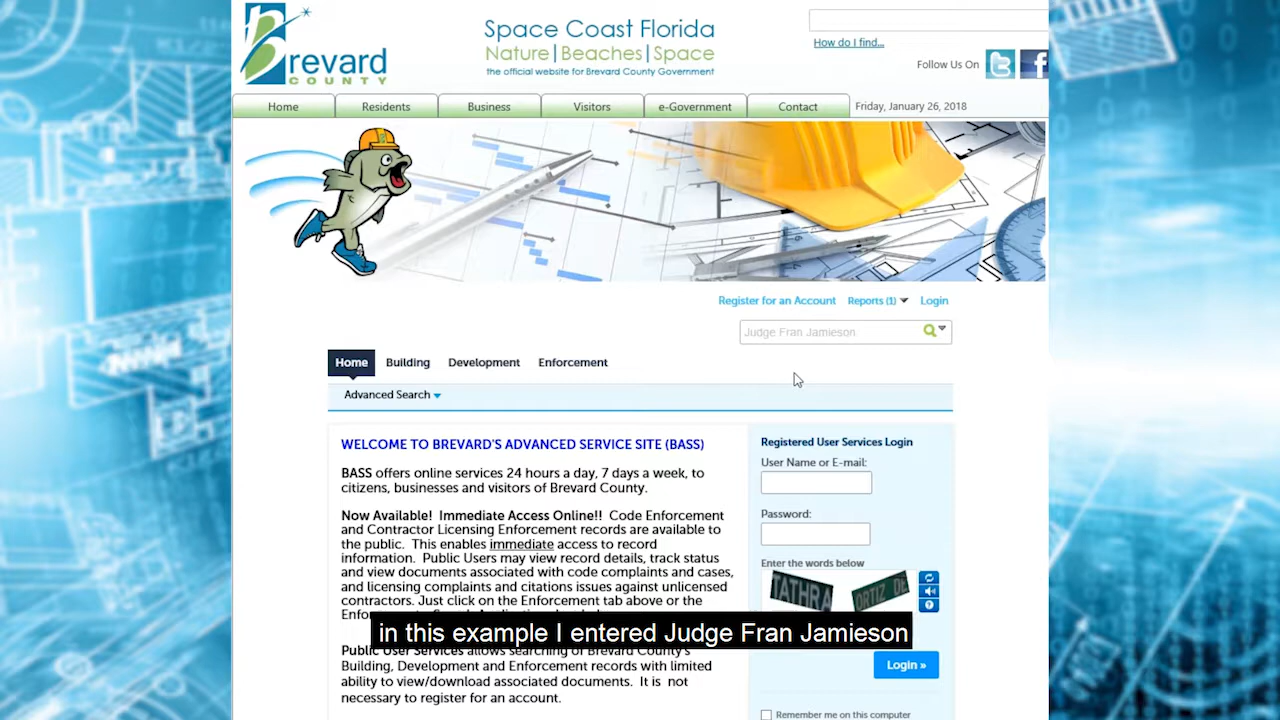 Brevard
COUNTY
Space Coast Florida
Nature|Beaches|Space
the official website for Brevard County Government
How do I find...
Follow Us On
Home
Residents
Business
Visitors
e-Government
Contact
Friday, January 26, 2018
Register for an Account
Reports (1)
Login
Judge Fran Jamieson
Home
Building
Development
Enforcement
Advanced Search
WELCOME TO BREVARD'S ADVANCED SERVICE SITE (BASS)
BASS offers online services 24 hours a day, 7 days a week, to
citizens, businesses and visitors of Brevard County.
Now Available! Immediate Access Online!! Code Enforcement
and Contractor Licensing Enforcement records are available to
the public. This enables immediate access to record
information. Public Users may view record details, track status
and view documents associated with code complaints and cases,
and licensing complaints and citations issues against unlicensed
contractors. Just click on the Enforcement tab above or the
Public User Services allows searching of Brevard County's
Building, Development and Enforcement records with limited
ability to view/download associated documents. It is not
necessary to register for an account.
Registered User Services Login
User Name or E-mail:
Password:
Enter the words below
TATHRA
ORTIZ DE
Login »
Remember me on this computer
in this example I entered Judge Fran Jamieson